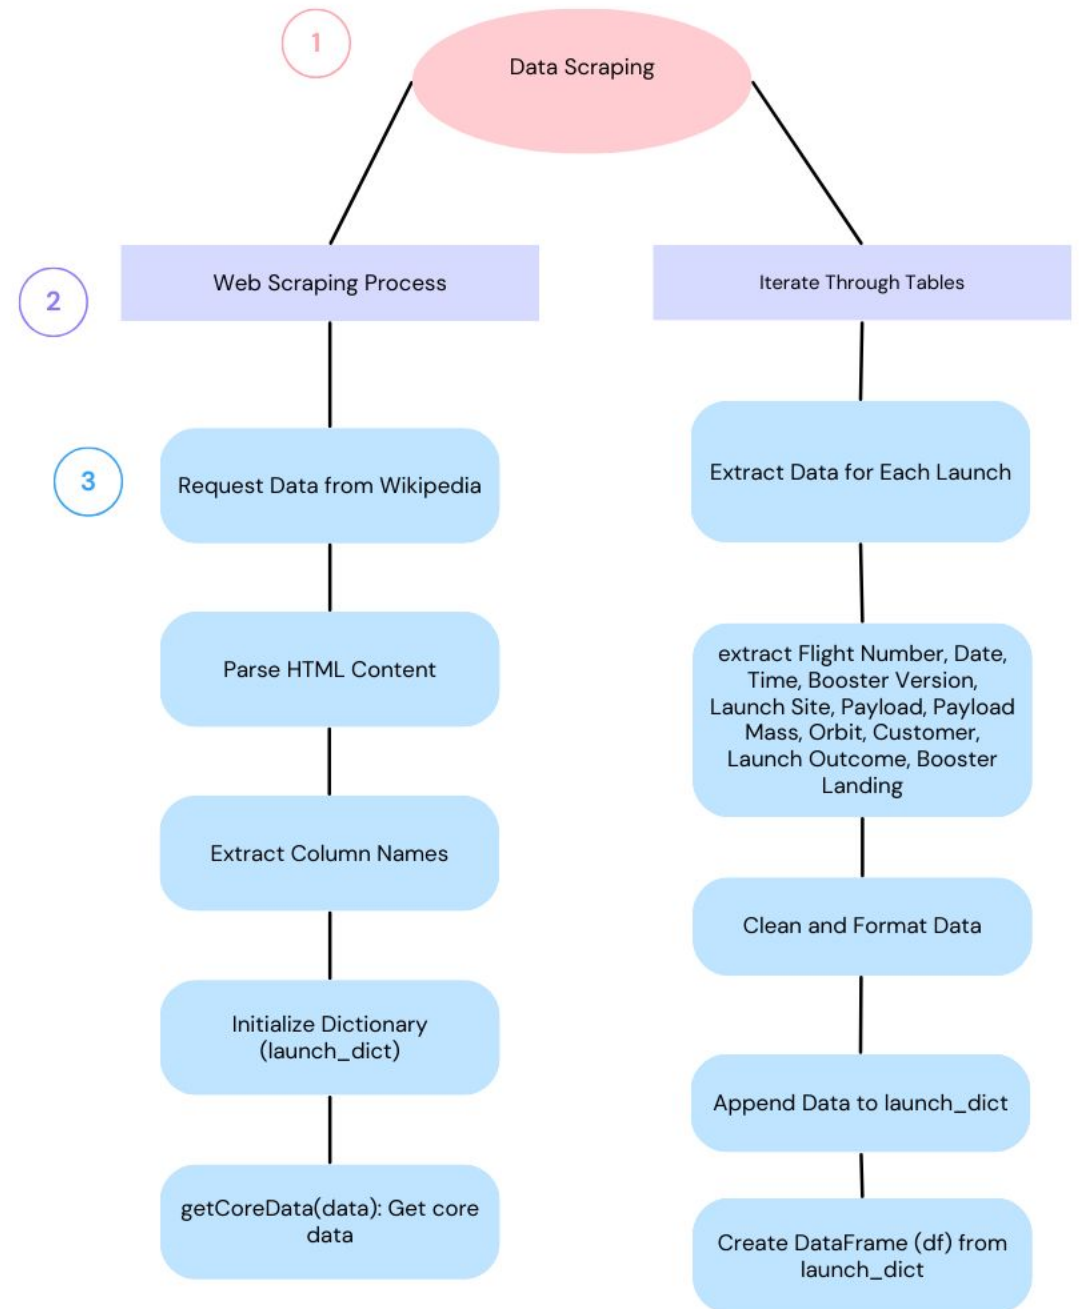 1
Data Scraping
2
Web Scraping Process
Iterate Through Tables
3
Request Data from Wikipedia
Parse HTML Content
Extract Column Names
Initialize Dictionary
(launch_dict)
getCoreData(data): Get core
data
Extract Data for Each Launch
extract Flight Number, Date,
Time, Booster Version,
Launch Site, Payload, Payload
Mass, Orbit, Customer,
Launch Outcome, Booster
Landing
Clean and Format Data
Append Data to launch_dict
Create DataFrame (df) from
launch_dict